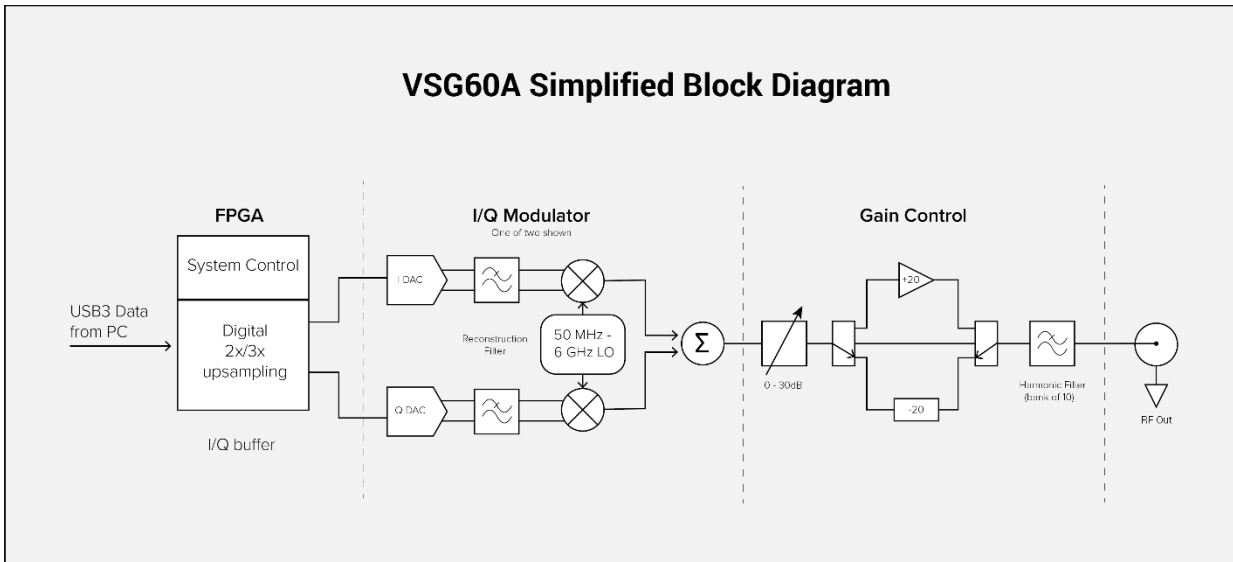 VSG60A Simplified Block Diagram
FPGA
System Control
USB3 Data
from PC
Digital
2x/3x
upsampling
I/Q buffer
I/Q Modulator
One of two shown
I DAC
Reconstruction
Filter
50 MHz -
6 GHz LO
Q DAC
Σ
Gain Control
0 - 30dB
+20
-20
Harmonic Filter
(bank of 10)
RF Out